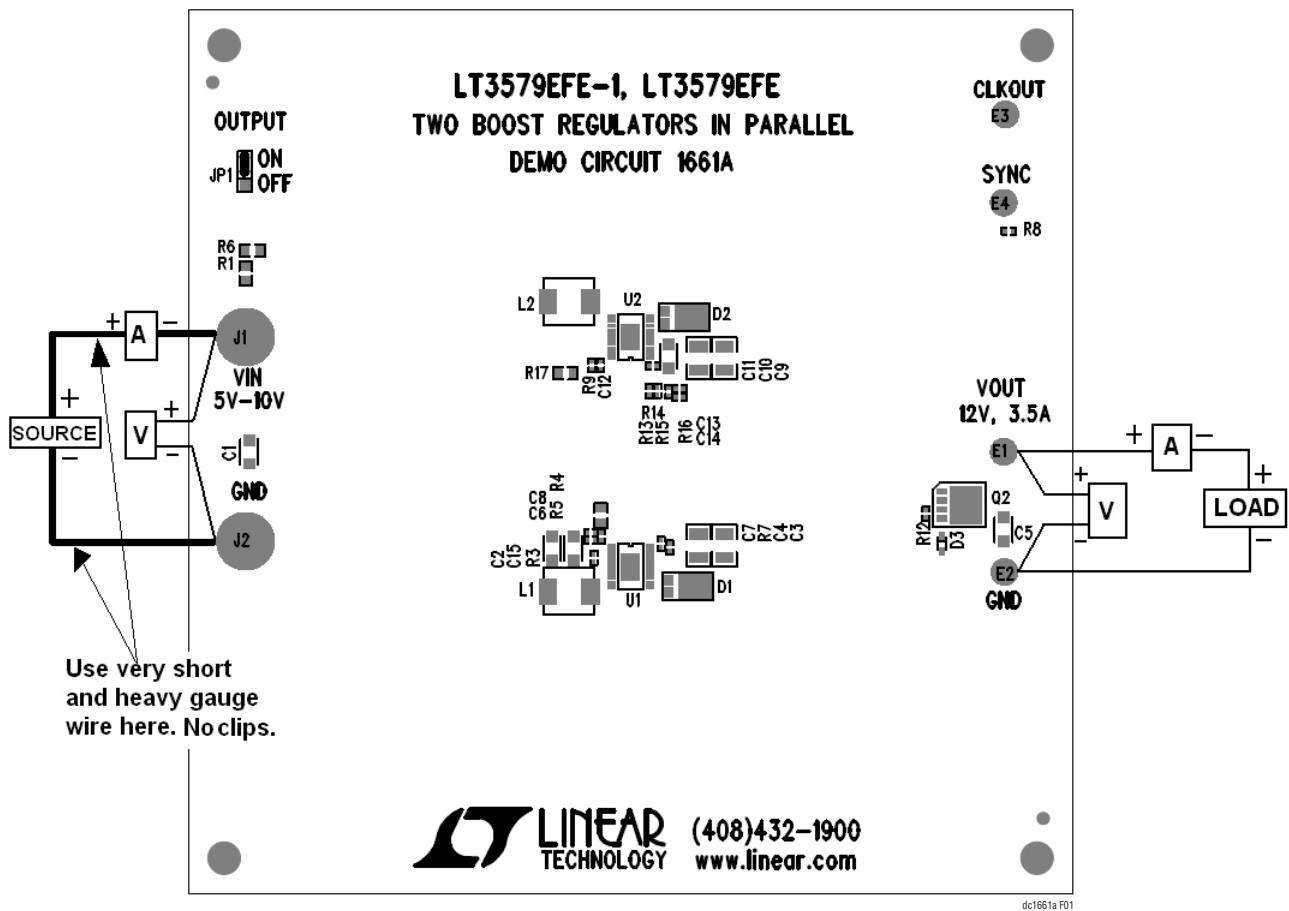 LT3579EFE-1, LT3579EFE
TWO BOOST REGULATORS IN PARALLEL
DEMO CIRCUIT 1661A
OUTPUT
JP1
ON
OFF
R6
R1
J1
VIN
5V-10V
C1
GND
J2
+
A
-
+
SOURCE
-
+
V
-
Use very short
and heavy gauge
wire here. No clips.
CLKOUT
E3
SYNC
E4
R8
L2
U2
D2
R17
R9
C12
C11
C10
C9
R14
R13
R15
R16
C13
C14
C8
C6
R5
R4
C2
C15
R3
L1
U1
D1
C7
R7
C4
C3
VOUT
12V, 3.5A
E1
Q2
R12
D3
C5
E2
GND
+
A
-
+
V
-
+
LOAD
-
LT LINEAR
TECHNOLOGY
(408)432-1900
www.linear.com
dc1661a F01